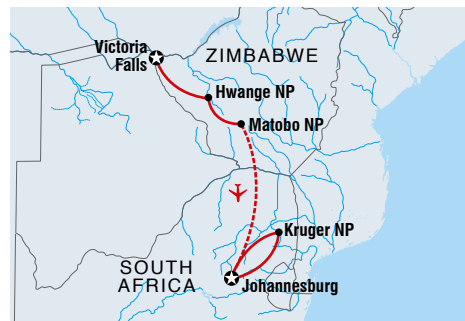 Victoria
Falls
ZIMBABWE
Hwange NP
Matobo NP
Kruger NP
SOUTH
AFRICA
Johannesburg